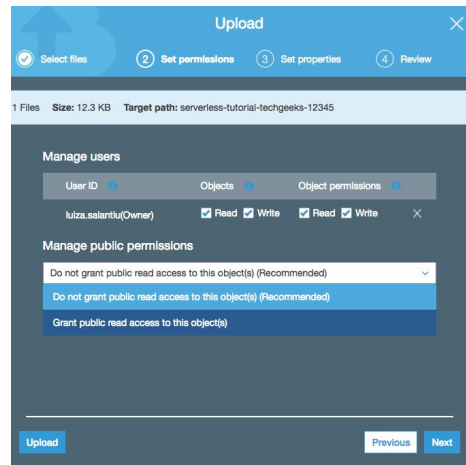 Upload
Select files 2 Set permissions 3 Set properties 4 Review
1 Files Size: 12.3 KB Target path: serverless-tutorial-techgeeks-12345
Manage users
User ID Objects Object permissions
luiza.salantiu(Owner) Read Write Read Write
Manage public permissions
Do not grant public read access to this object(s) (Recommended)
Do not grant public read access to this object(s) (Recommended)
Grant public read access to this object(s)
Upload Previous Next